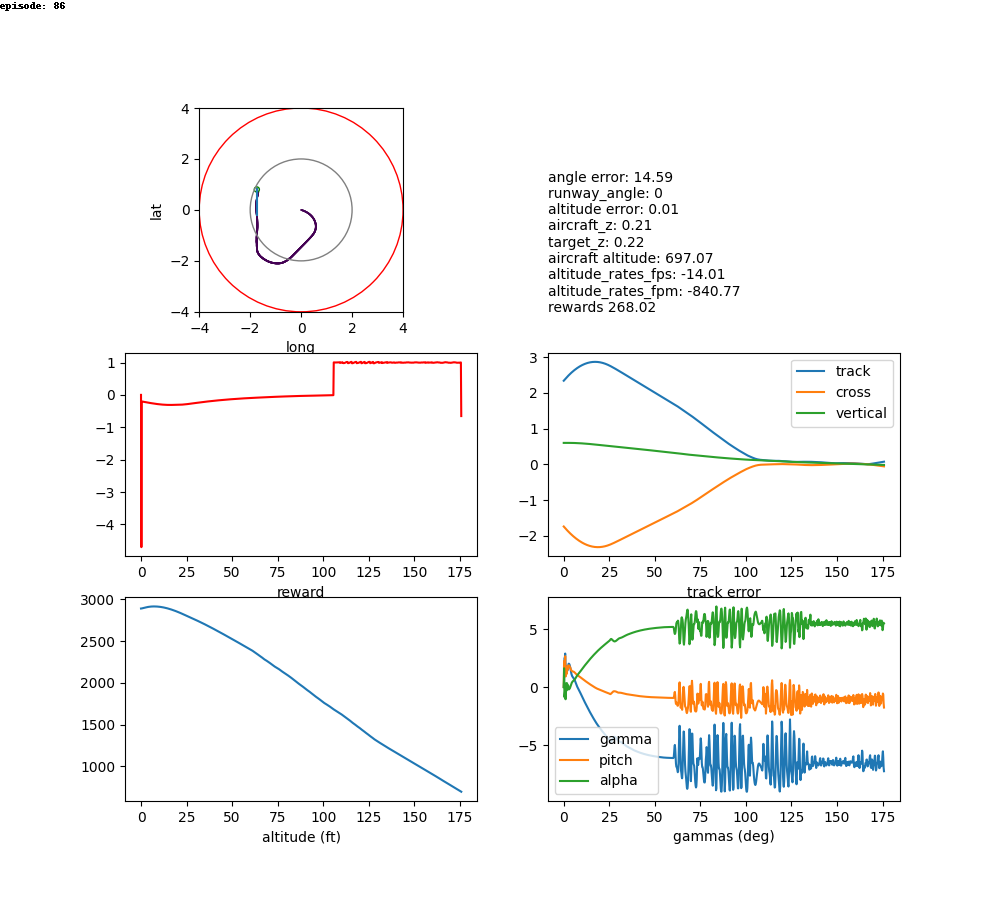 episode: 86
4
2
0
−2
−4
lat
−4 −2 0 2 4
long
angle error: 14.59
runway_angle: 0
altitude error: 0.01
aircraft_z: 0.21
target_z: 0.22
aircraft altitude: 697.07
altitude_rates_fps: -14.01
altitude_rates_fpm: -840.77
rewards 268.02
1
0
−1
−2
−3
−4
0 25 50 75 100 125 150 175
reward
3
2
1
0
−1
−2
track
cross
vertical
0 25 50 75 100 125 150 175
track error
3000
2500
2000
1500
1000
0 25 50 75 100 125 150 175
altitude (ft)
5
0
−5
gamma
pitch
alpha
0 25 50 75 100 125 150 175
gammas (deg)